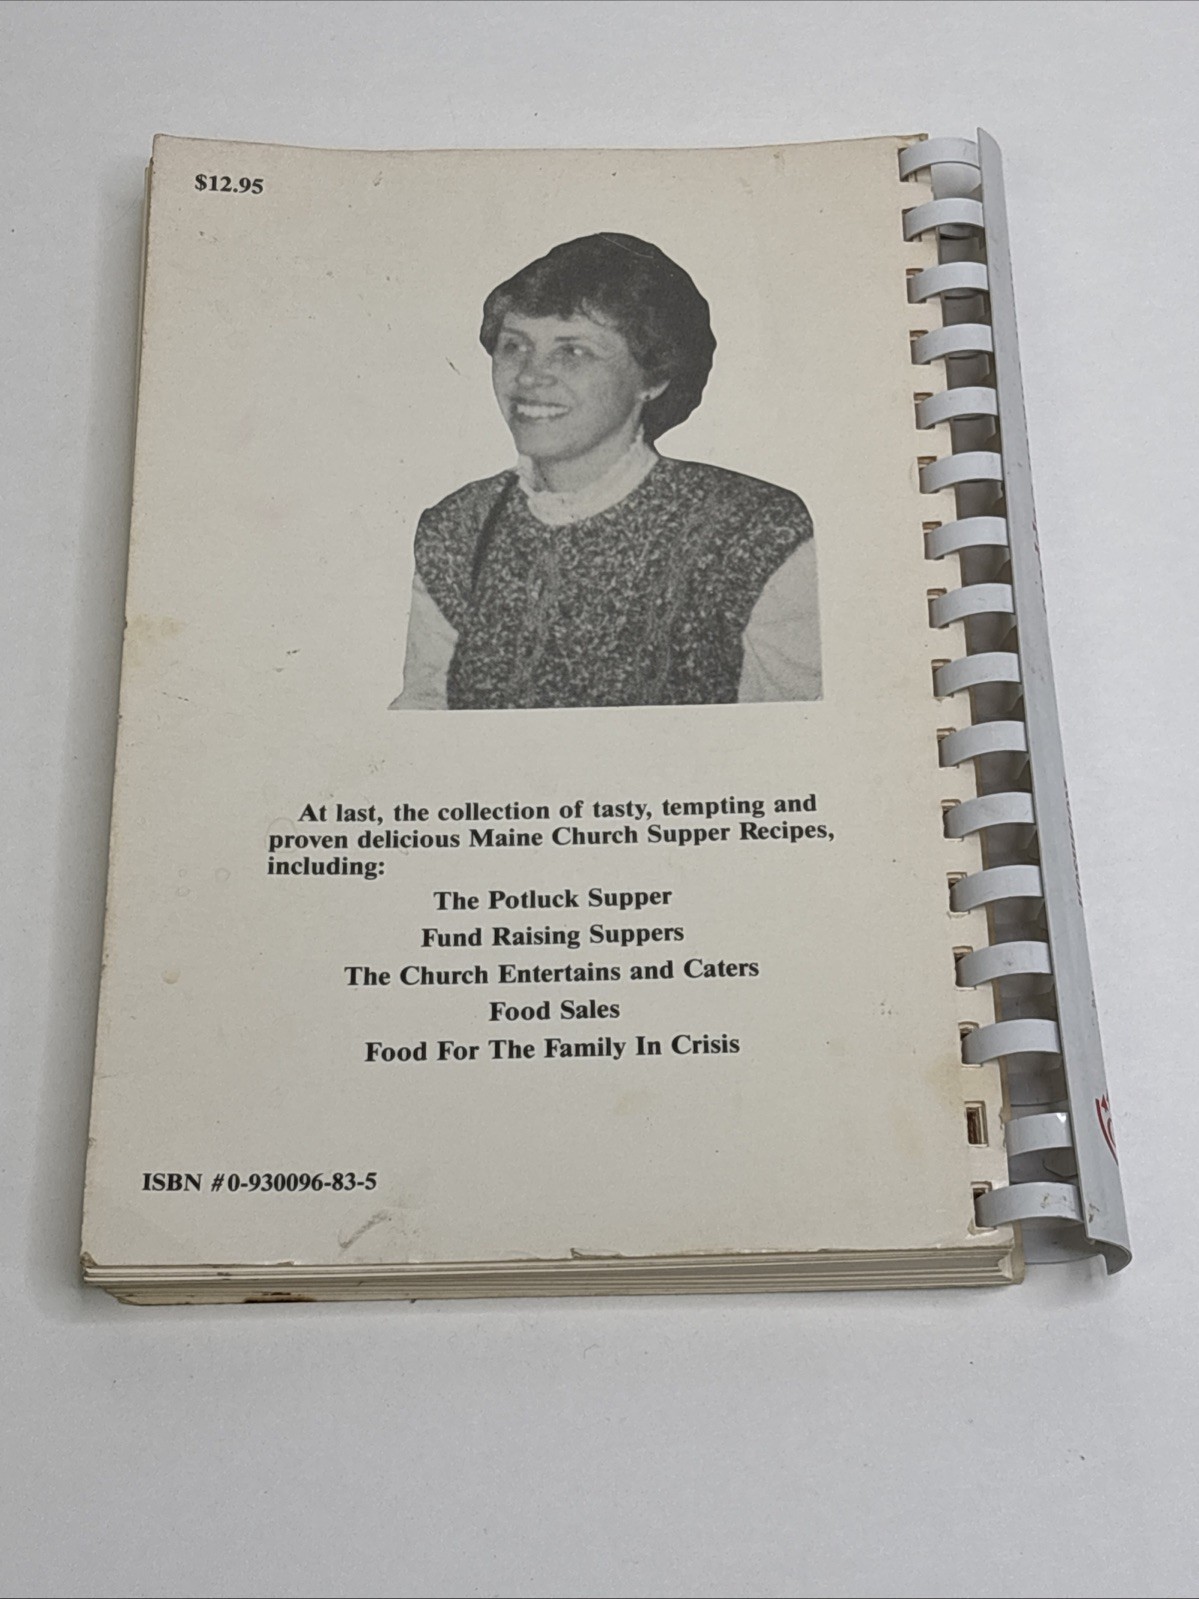 $12.95
At last, the collection of tasty, tempting and
proven delicious Maine Church Supper Recipes,
including:
The Potluck Supper
Fund Raising Suppers
The Church Entertains and Caters
Food Sales
Food For The Family In Crisis
ISBN #0-930096-83-5